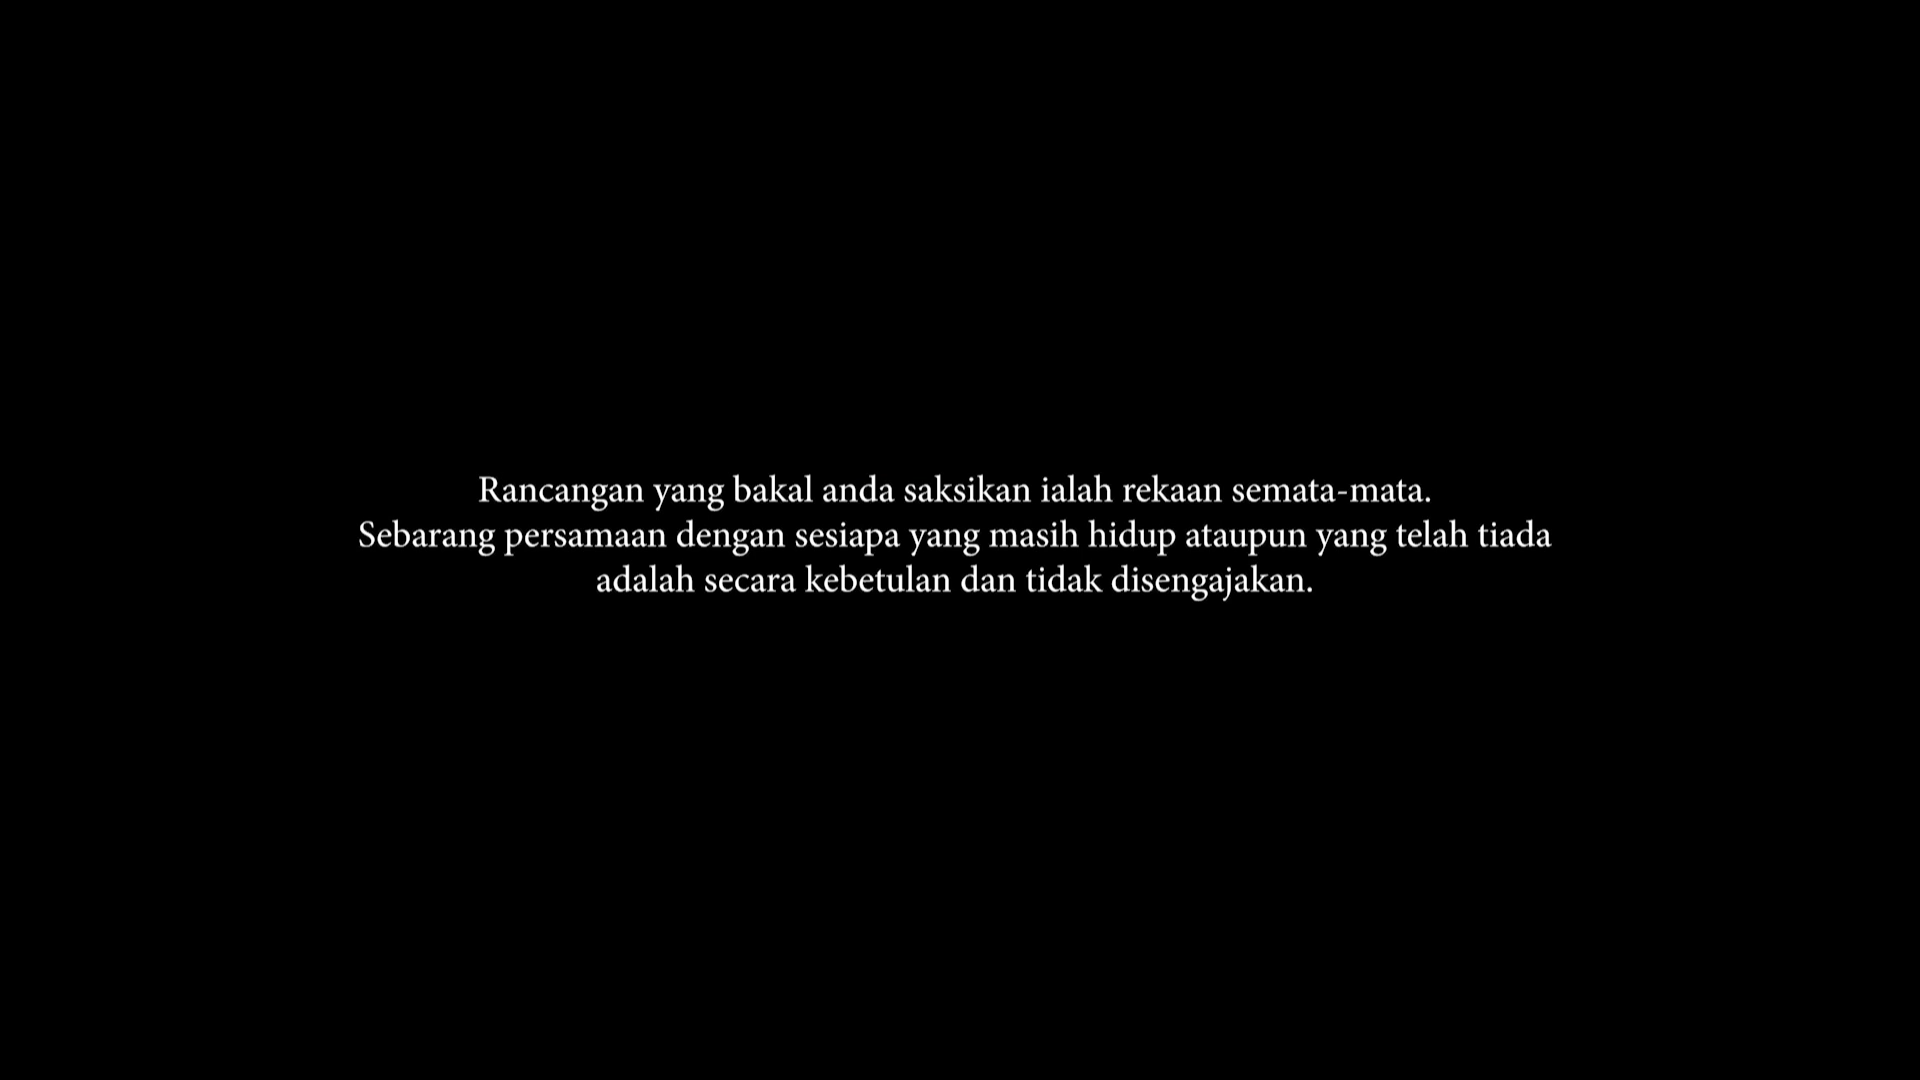 Rancangan yang bakal anda saksikan ialah rekaan semata-mata.
Sebarang persamaan dengan sesiapa yang masih hidup ataupun yang telah tiada
adalah secara kebetulan dan tidak disengajakan.